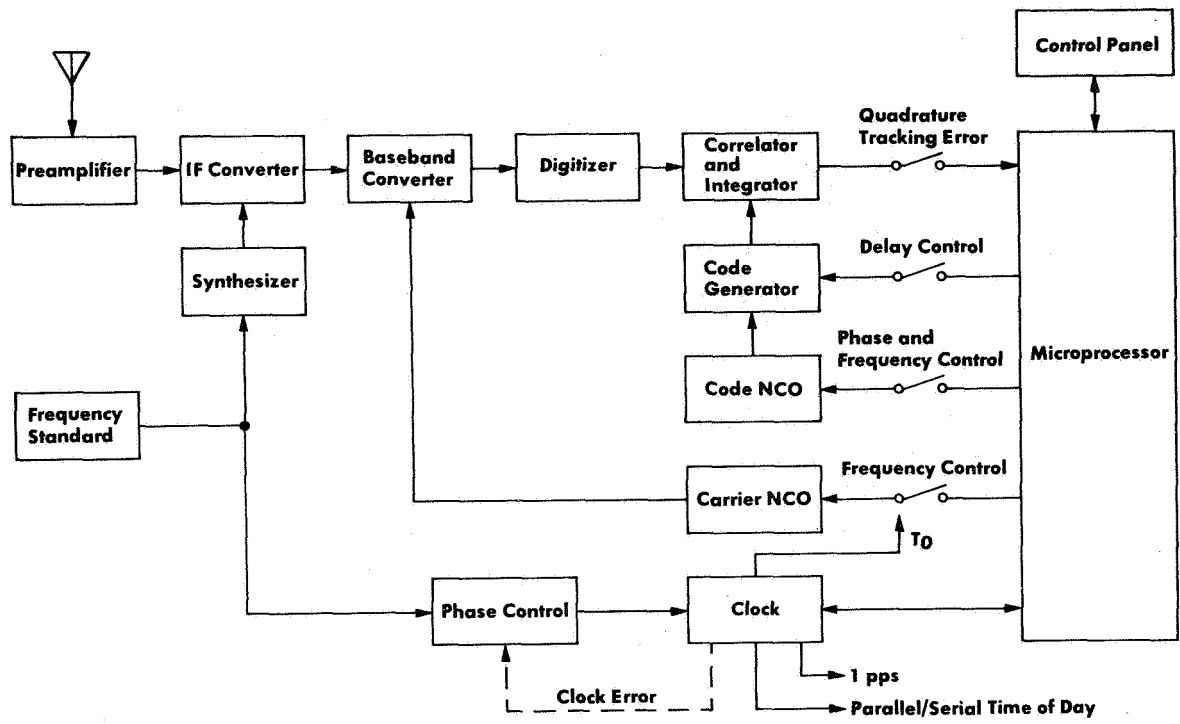 Control Panel
Quadrature
Tracking Error
Preamplifier
IF Converter
Baseband
Converter
Digitizer
Correlator
and
Integrator
Synthesizer
Code
Generator
Delay Control
Phase and
Frequency Control
Microprocessor
Code NCO
Frequency
Standard
Frequency Control
Carrier NCO
T0
Phase Control
Clock
1 pps
Clock Error
Parallel/Serial Time of Day